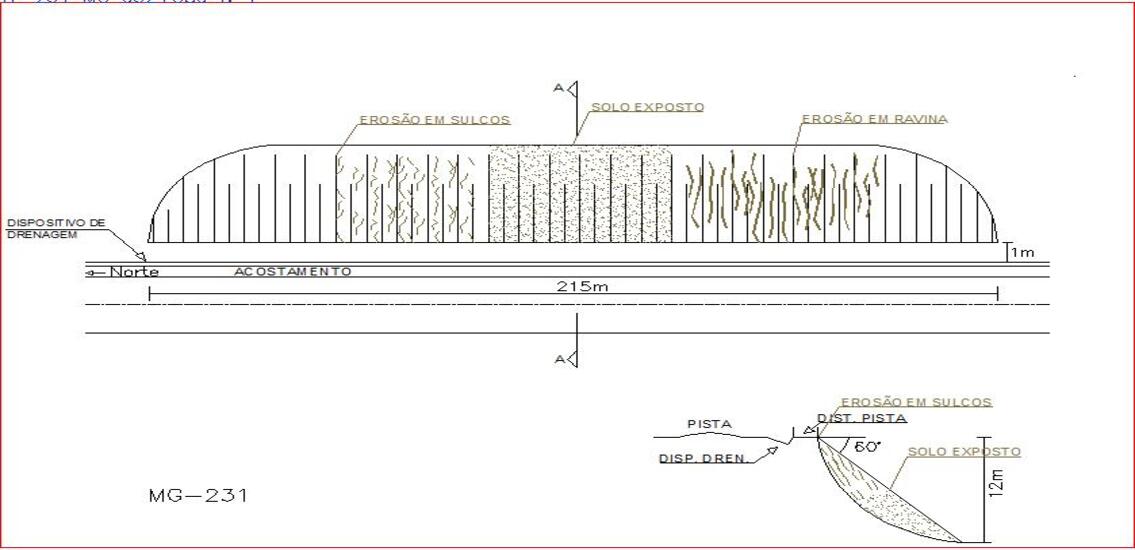 A
SOLO EXPOSTO
EROSÃO EM SULCOS
EROSÃO EM RAVINA
DISPOSITIVO DE
DRENAGEM
1m
Norte
ACOSTAMENTO
215m
A
EROSÃO EM SULCOS
DIST. PISTA
PISTA
60°
SOLO EXPOSTO
DISP. DREN.
12m
MG-231